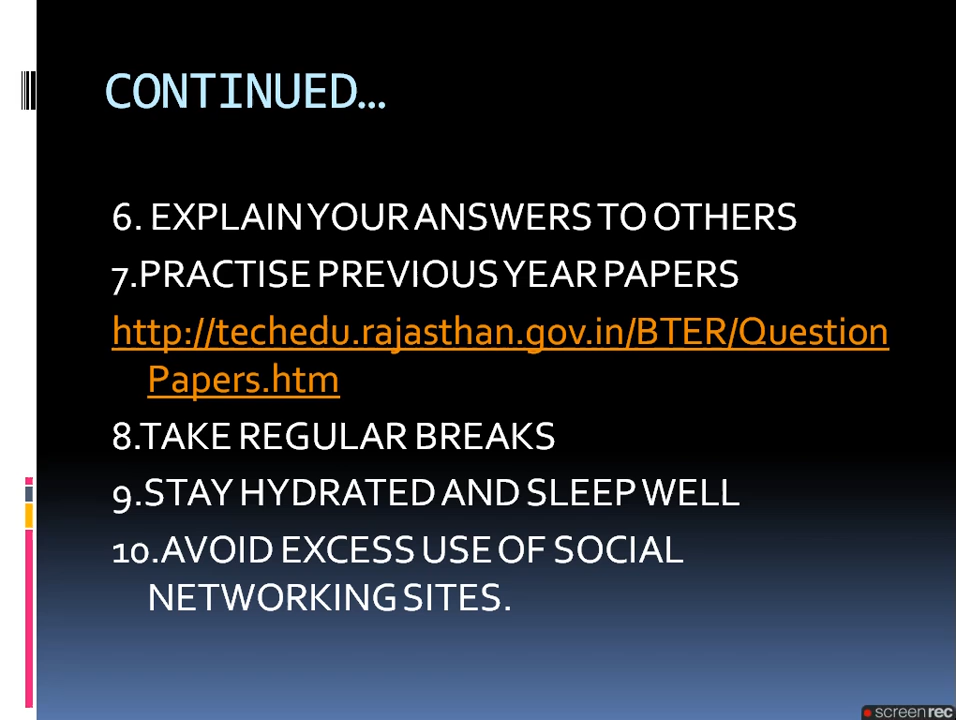 CONTINUED…
6. EXPLAIN YOUR ANSWERS TO OTHERS
7.PRACTISE PREVIOUS YEAR PAPERS
http://techedu.rajasthan.gov.in/BTER/Question
Papers.htm
8.TAKE REGULAR BREAKS
9.STAY HYDRATED AND SLEEP WELL
10.AVOID EXCESS USE OF SOCIAL
NETWORKING SITES.
screenrec